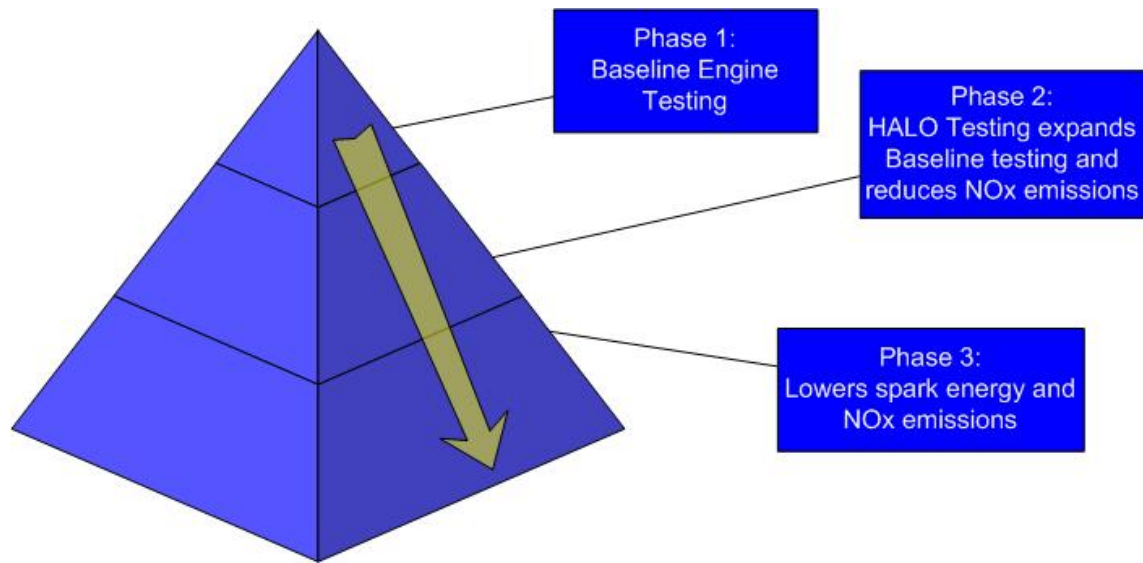 Phase 1:
Baseline Engine
Testing
Phase 2:
HALO Testing expands
Baseline testing and
reduces NOx emissions
Phase 3:
Lowers spark energy and
NOx emissions